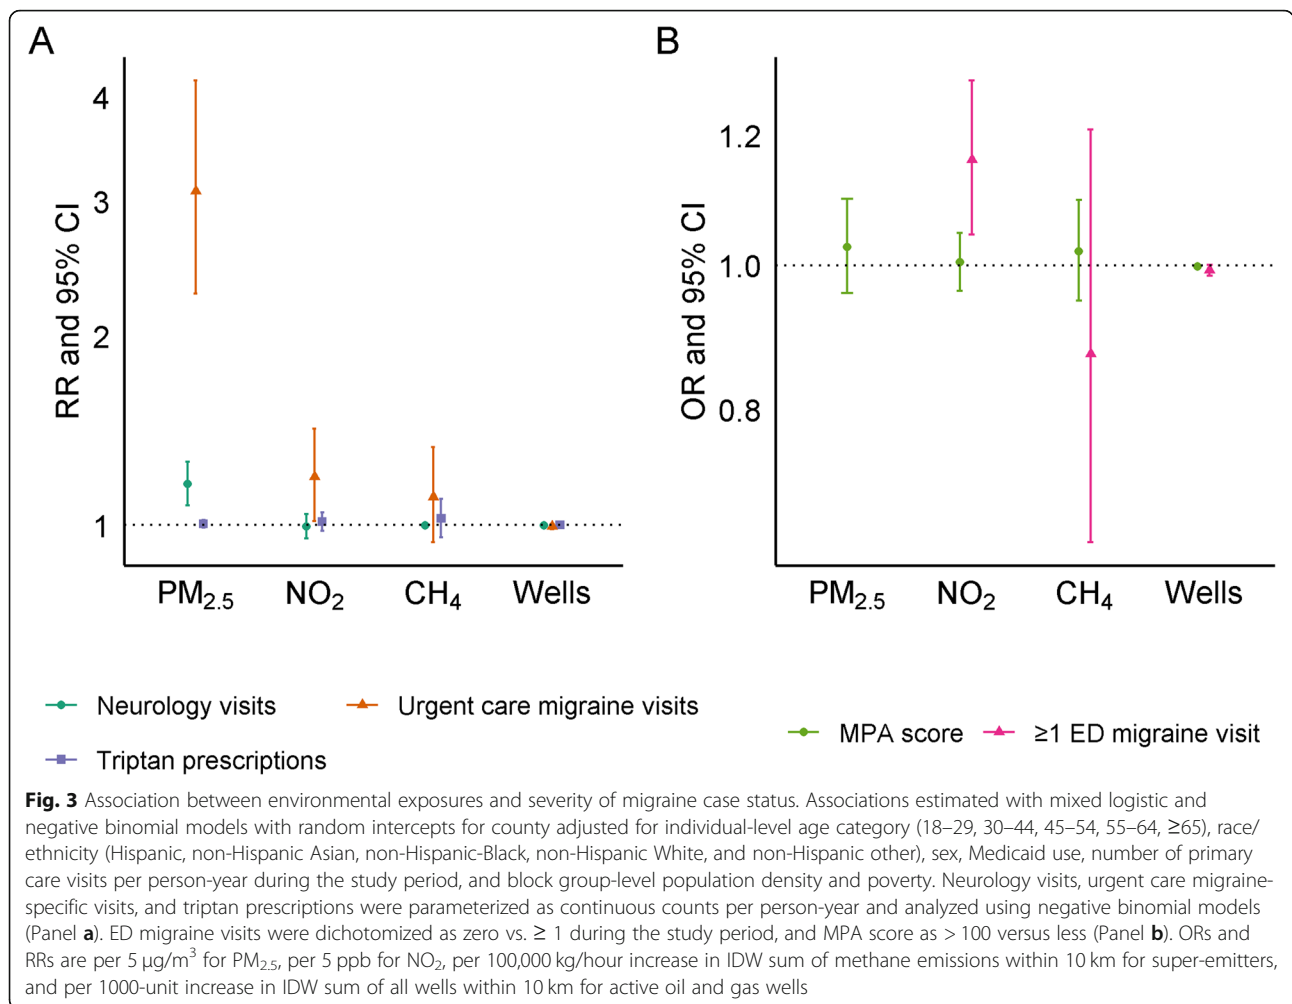 A
B
RR and 95% CI
4
3
2
1
PM2.5 NO2 CH4 Wells
OR and 95% CI
1.2
1.0
0.8
PM2.5 NO2 CH4 Wells
Neurology visits
Urgent care migraine visits
Triptan prescriptions
MPA score
≥1 ED migraine visit
Fig. 3 Association between environmental exposures and severity of migraine case status. Associations estimated with mixed logistic and
negative binomial models with random intercepts for county adjusted for individual-level age category (18–29, 30–44, 45–54, 55–64, ≥65), race/
ethnicity (Hispanic, non-Hispanic Asian, non-Hispanic-Black, non-Hispanic White, and non-Hispanic other), sex, Medicaid use, number of primary
care visits per person-year during the study period, and block group-level population density and poverty. Neurology visits, urgent care migraine-
specific visits, and triptan prescriptions were parameterized as continuous counts per person-year and analyzed using negative binomial models
(Panel a). ED migraine visits were dichotomized as zero vs. ≥ 1 during the study period, and MPA score as > 100 versus less (Panel b). ORs and
RRs are per 5 μg/m3 for PM2.5, per 5 ppb for NO2, per 100,000 kg/hour increase in IDW sum of methane emissions within 10 km for super-emitters,
and per 1000-unit increase in IDW sum of all wells within 10 km for active oil and gas wells